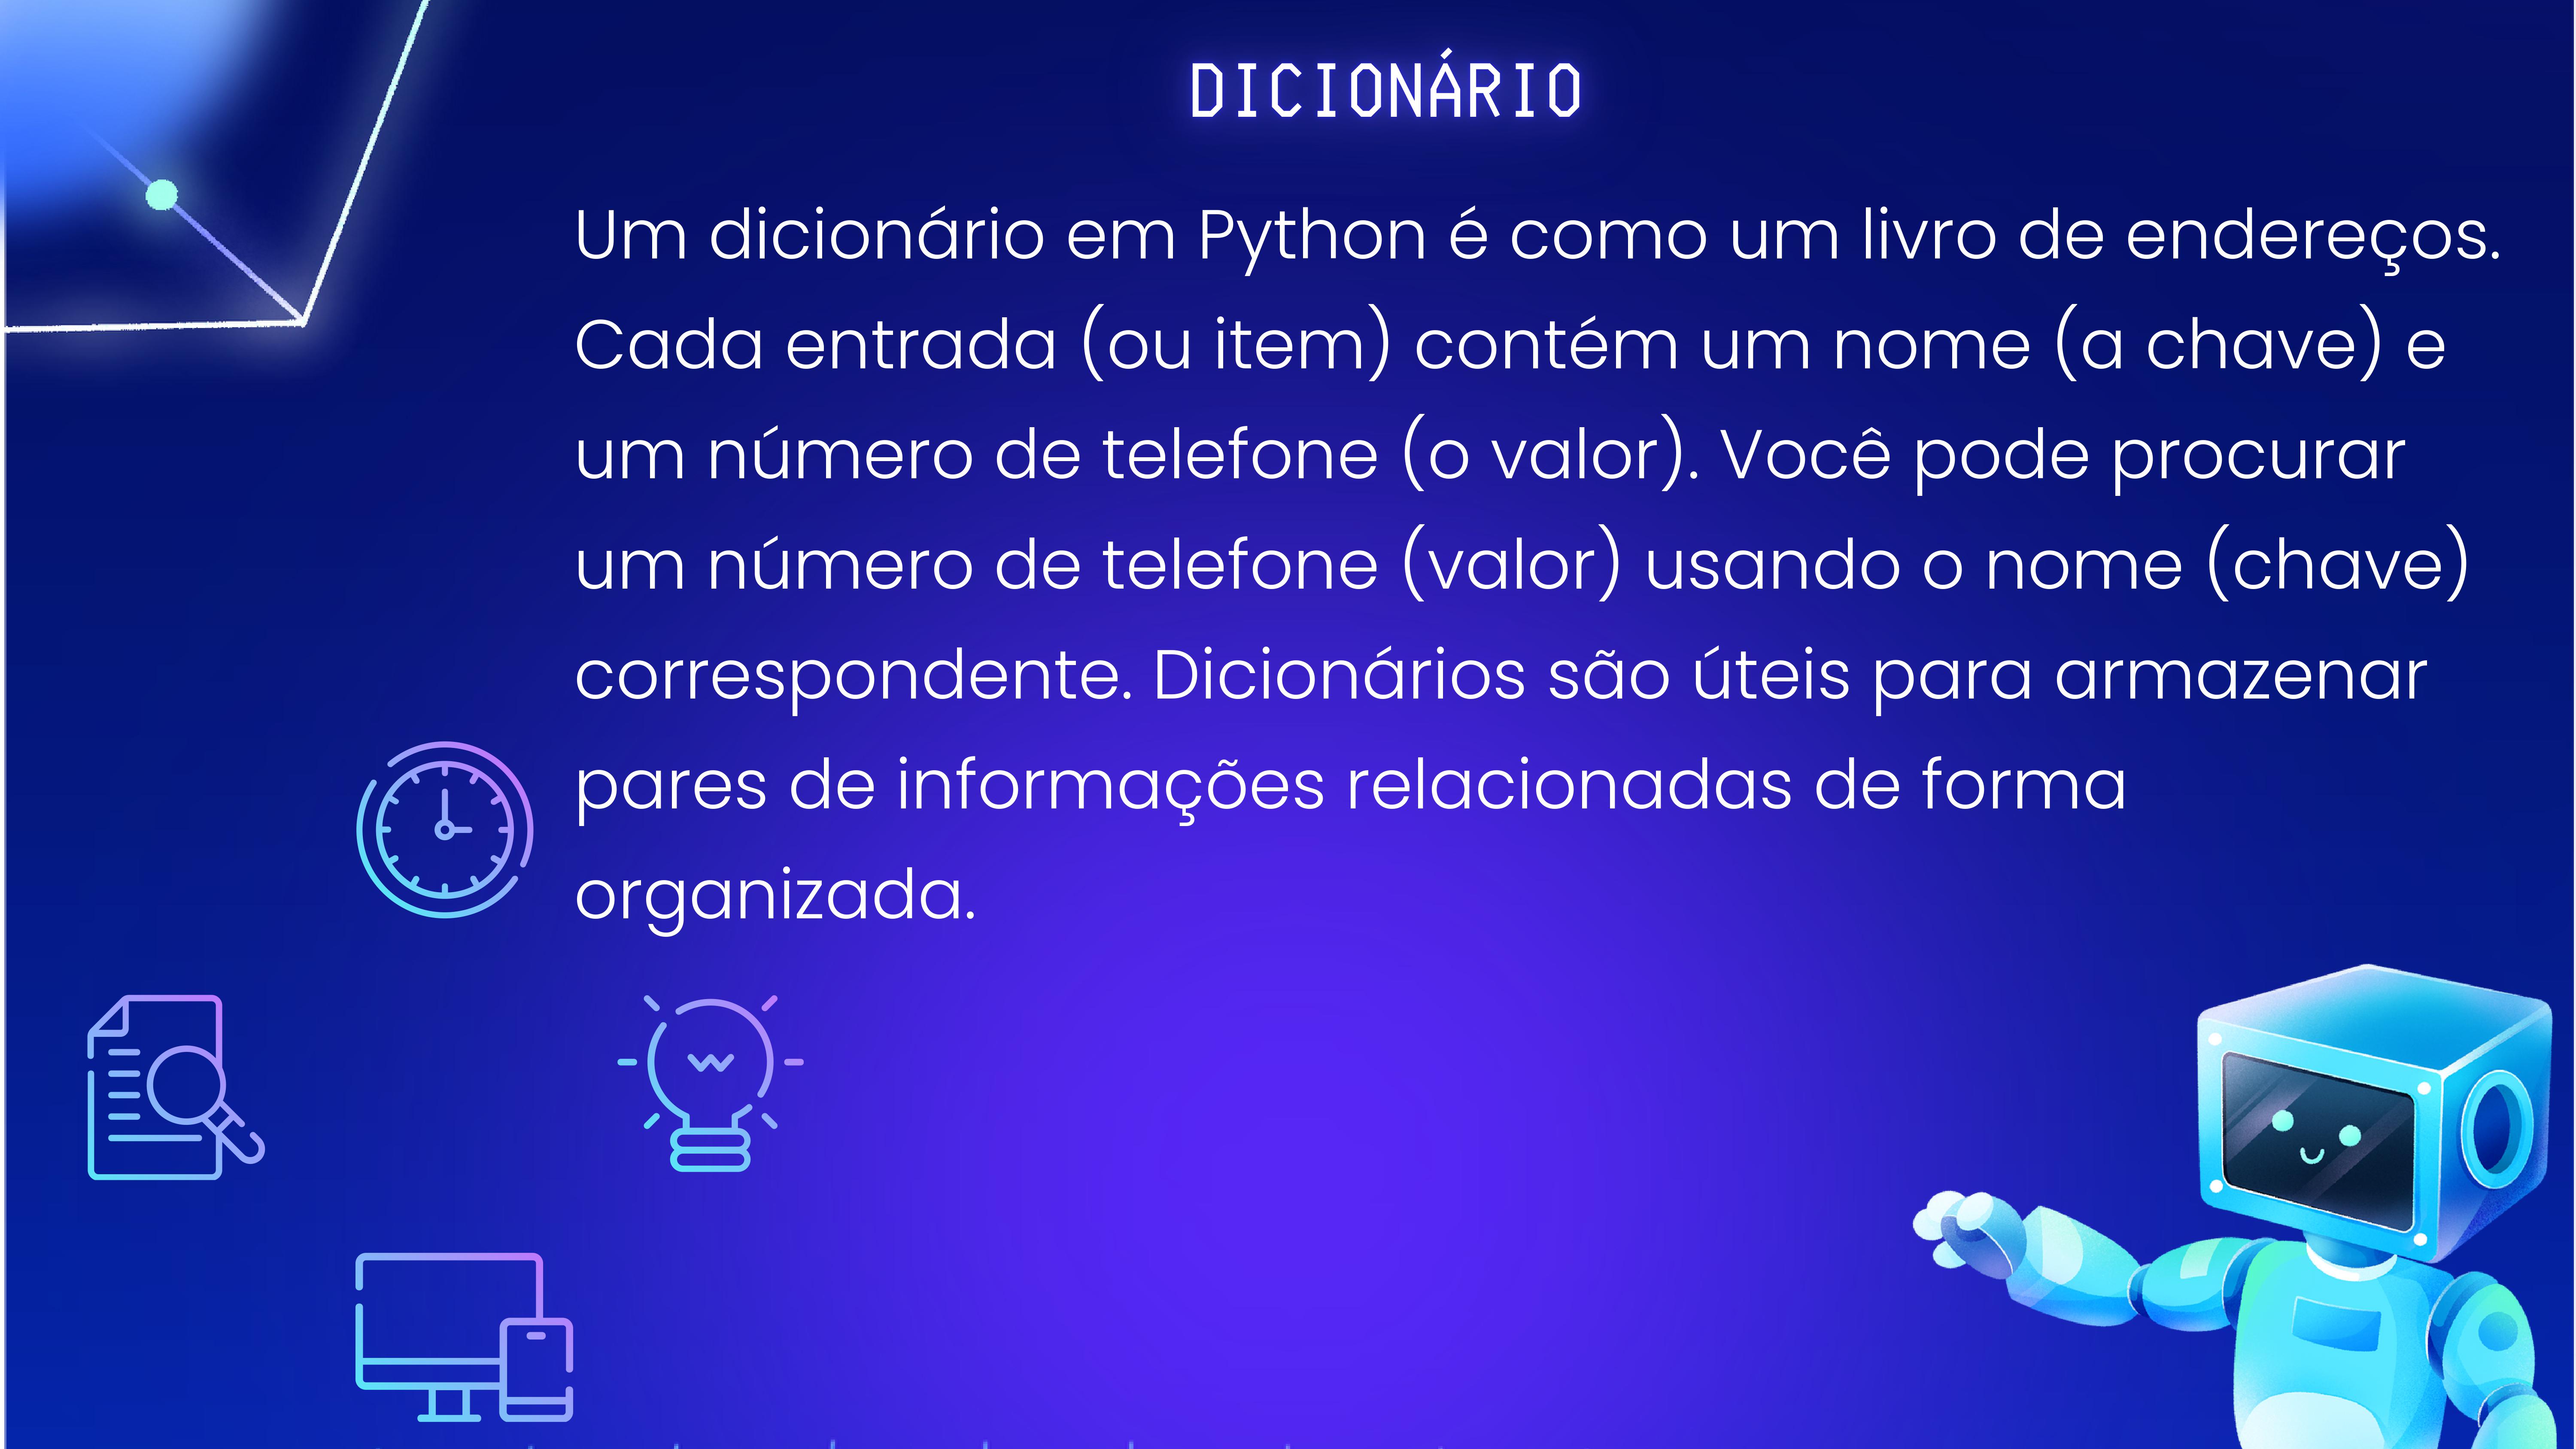 DICIONÁRIO
Um dicionário em Python é como um livro de endereços.
Cada entrada (ou item) contém um nome (a chave) e
um número de telefone (o valor). Você pode procurar
um número de telefone (valor) usando o nome (chave)
correspondente. Dicionários são úteis para armazenar
pares de informações relacionadas de forma
organizada.